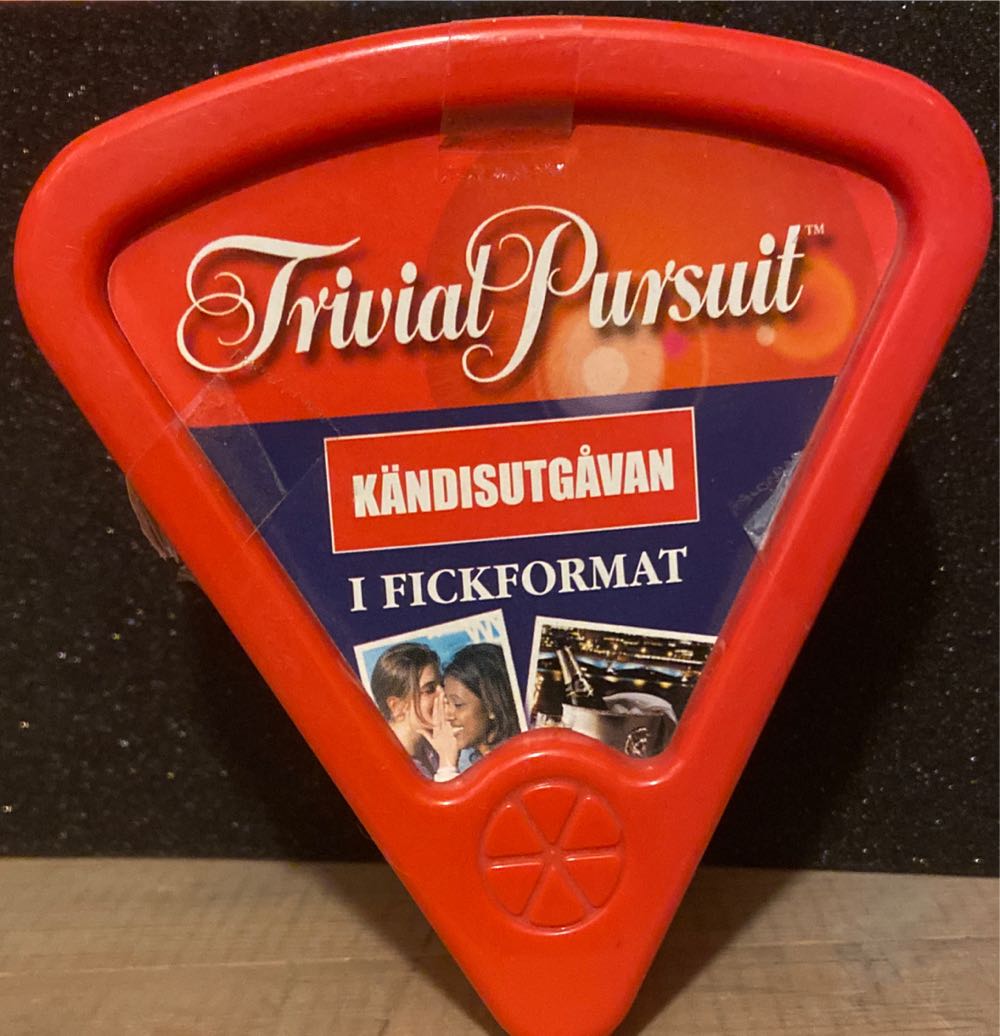 Trivial Pursuit™
KÄNDISUTGÅVAN
I FICKFORMAT